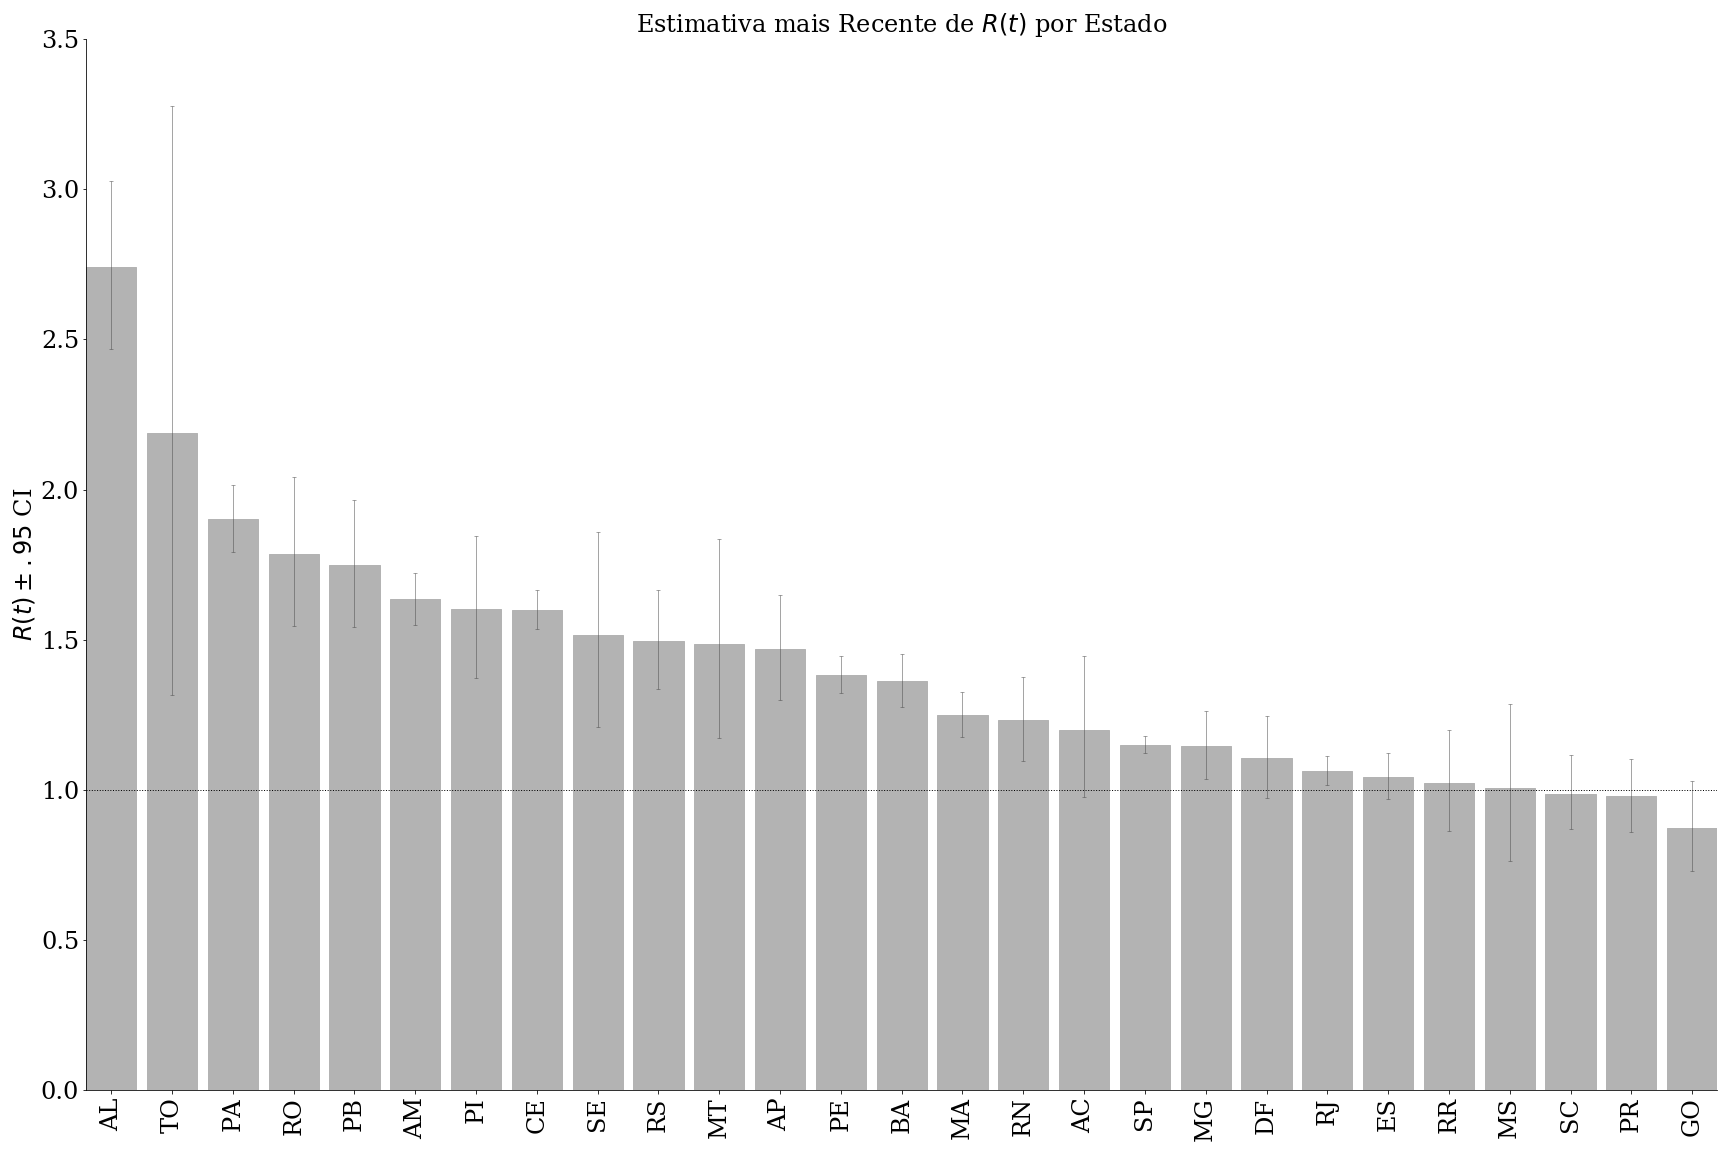 Estimativa mais Recente de R(t) por Estado
R(t) ± .95 CI
3.5
3.0
2.5
2.0
1.5
1.0
0.5
0.0
AL TO PA RO PB AM PI CE SE RS MT AP PE BA MA RN AC SP MG DF RJ ES RR MS SC PR GO